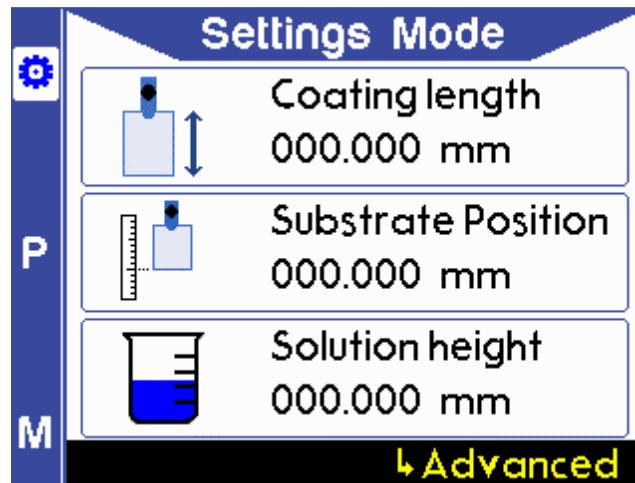 Settings Mode
Coating length
000.000 mm
P
Substrate Position
000.000 mm
Solution height
000.000 mm
M
↳ Advanced